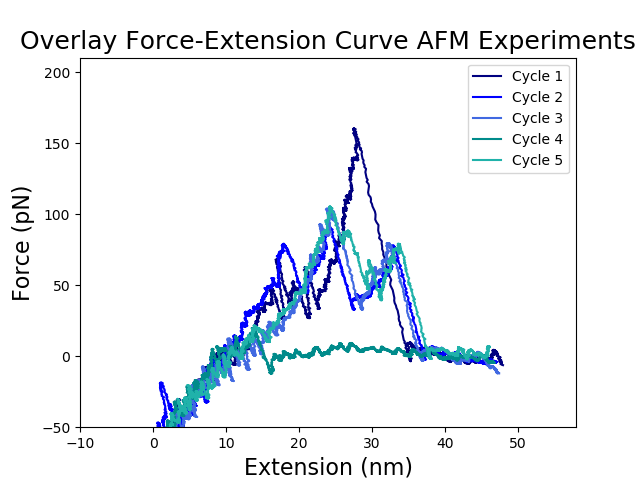 Overlay Force-Extension Curve AFM Experiments
Cycle 1
Cycle 2
Cycle 3
Cycle 4
Cycle 5
200
150
100
50
0
−50
Force (pN)
−10
0
10
20
30
40
50
Extension (nm)